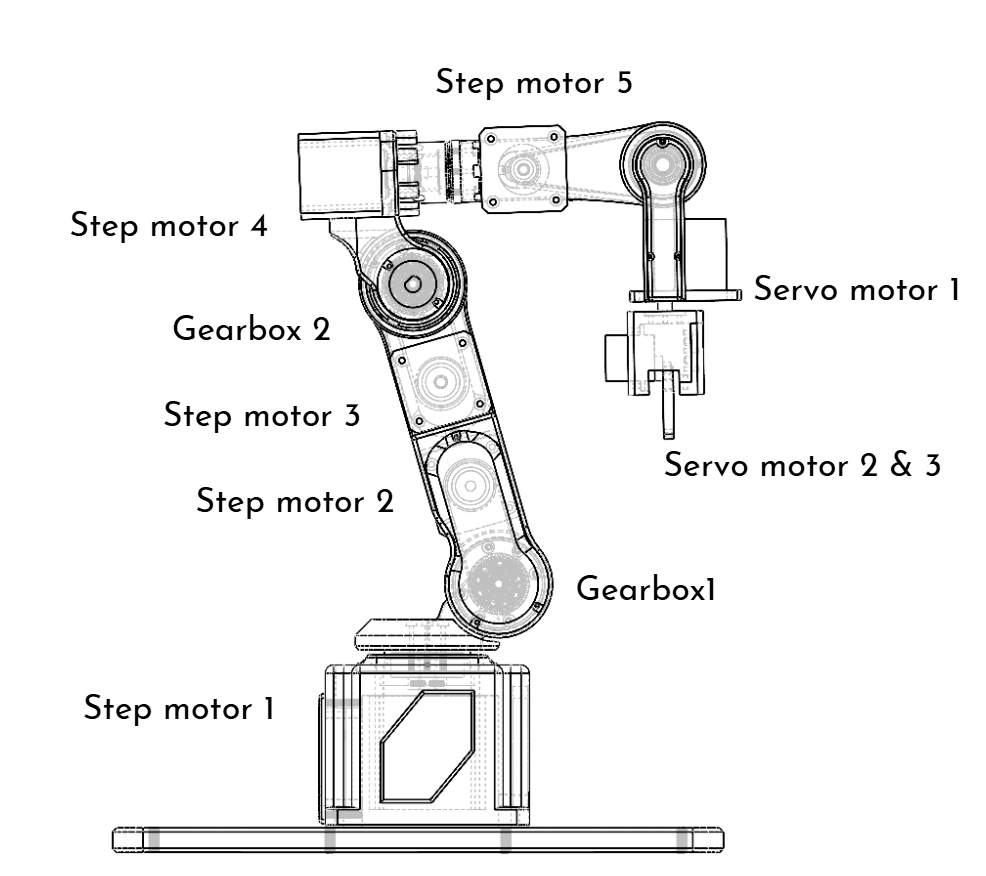 Step motor 5
Step motor 4
Servo motor 1
Gearbox 2
Step motor 3
Servo motor 2 & 3
Step motor 2
Gearbox1
Step motor 1